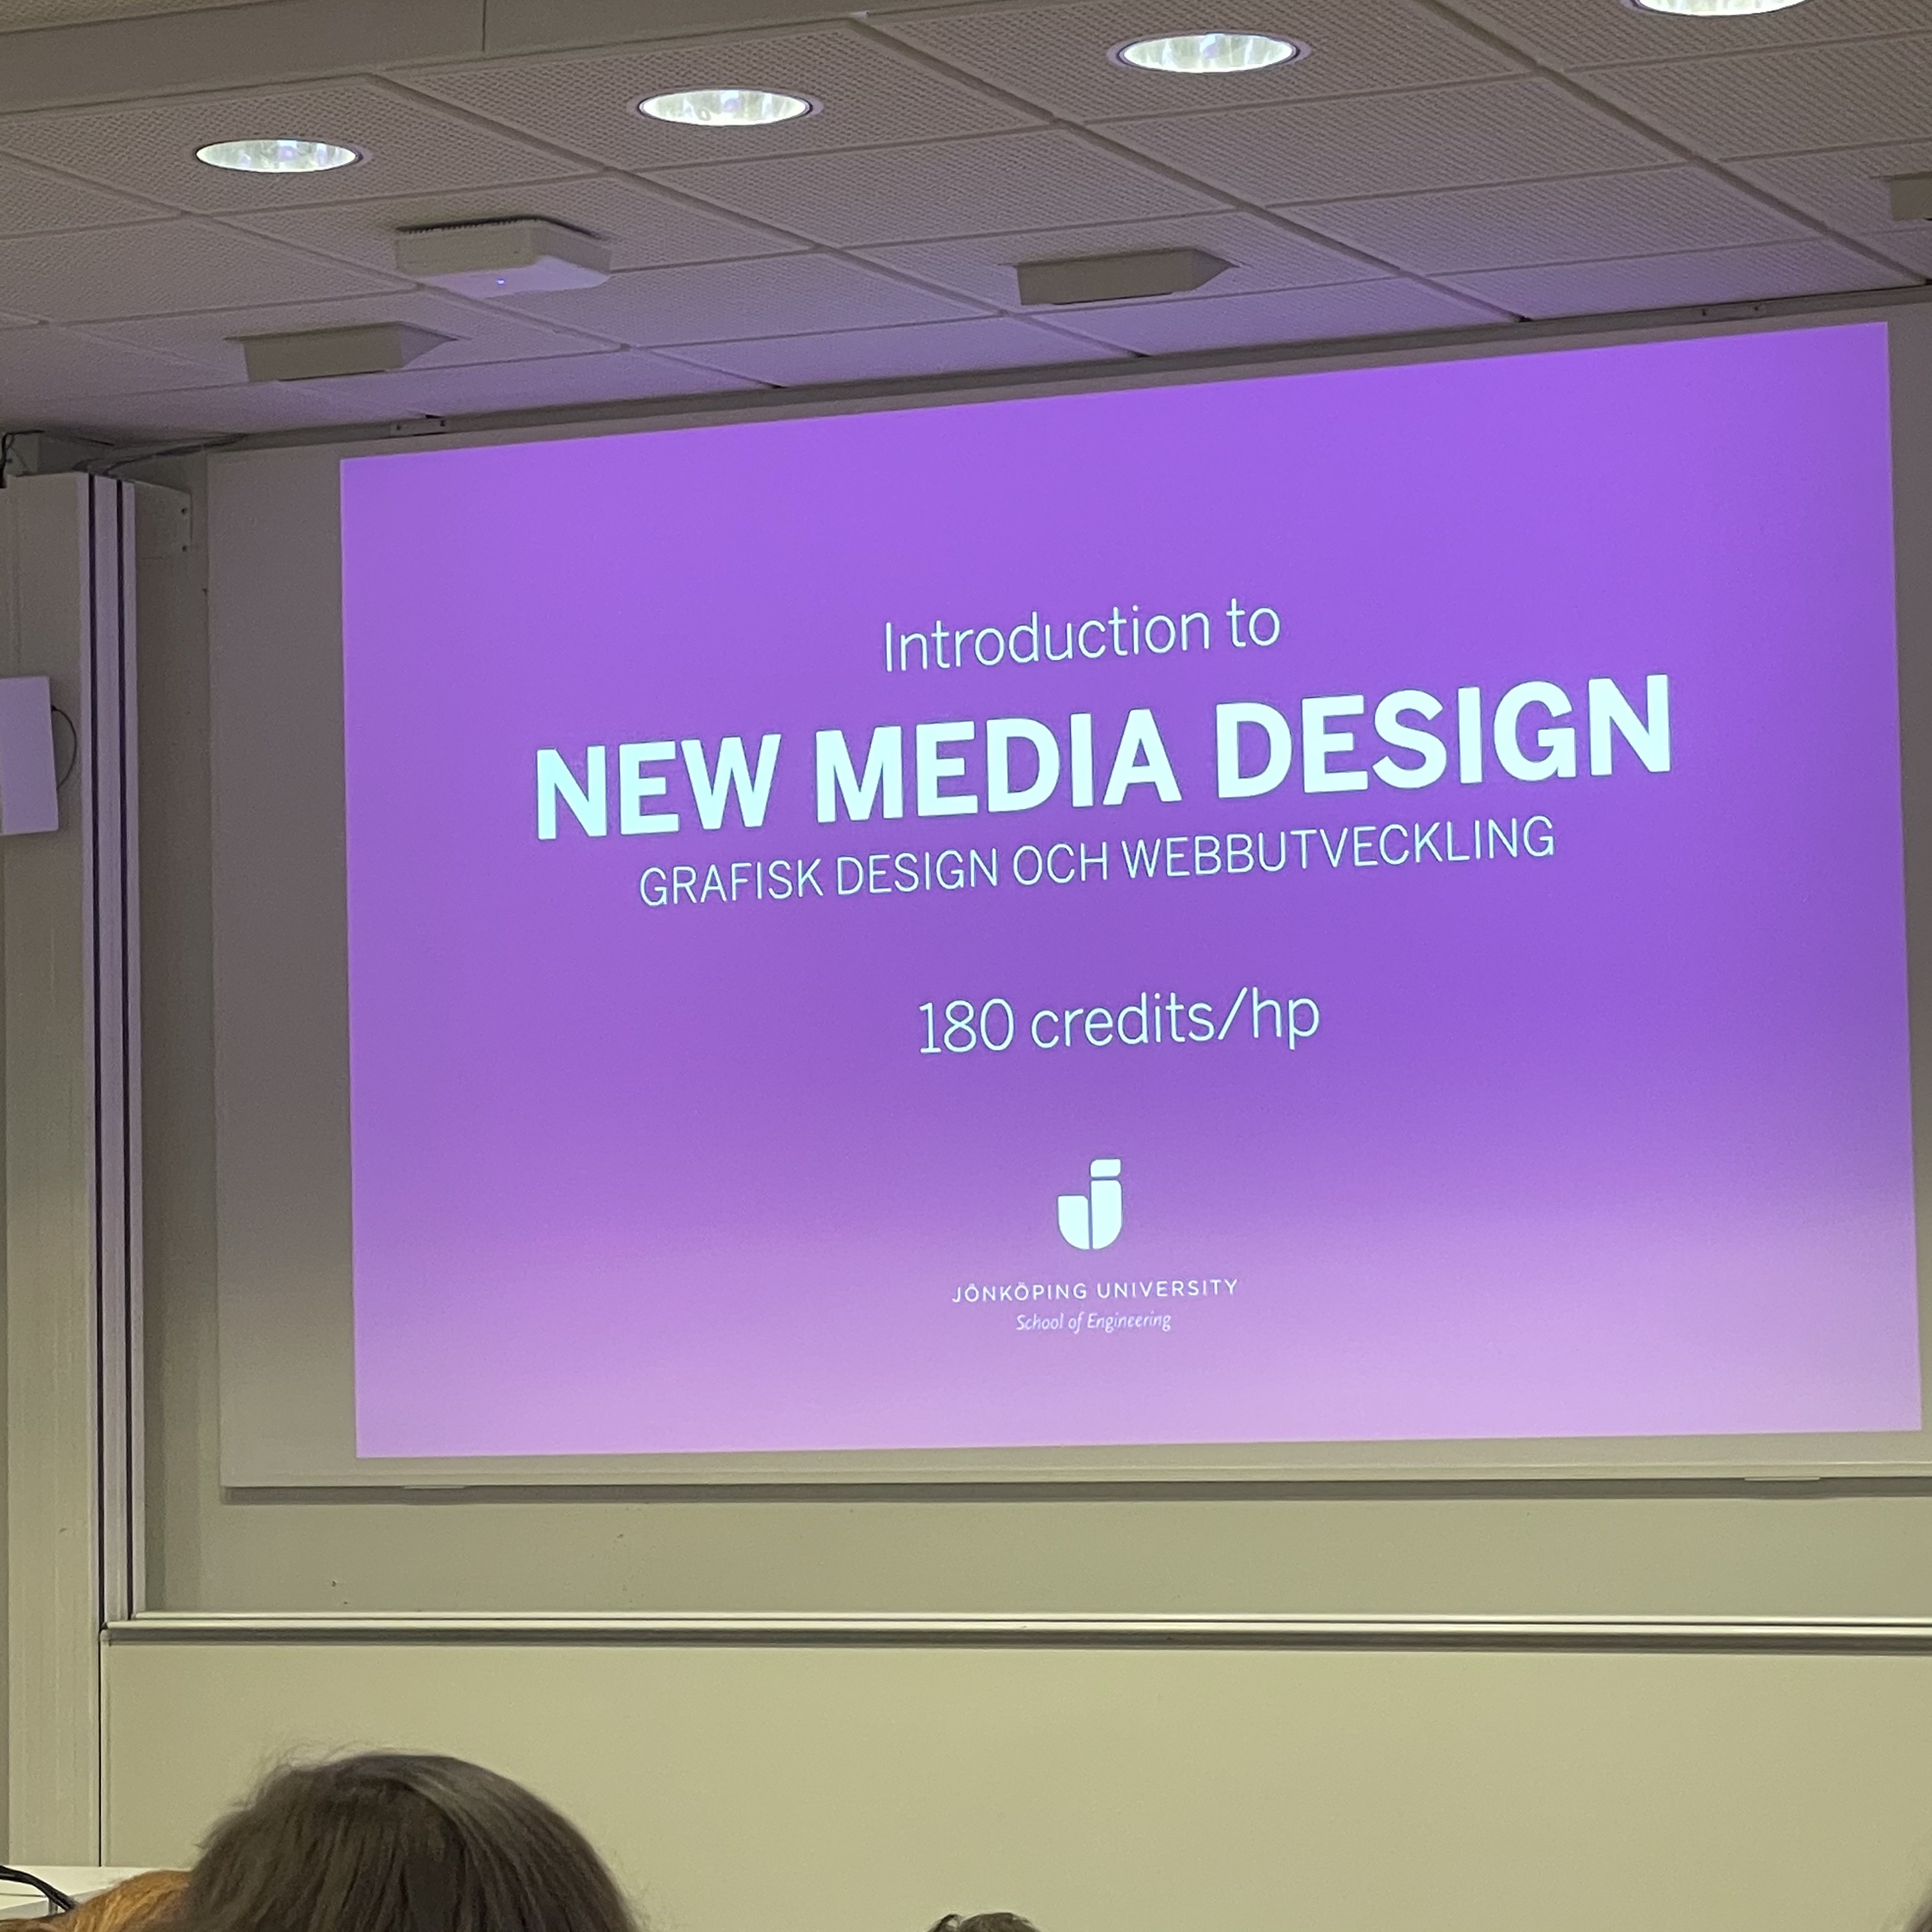 Introduction to
NEW MEDIA DESIGN
GRAFISK DESIGN OCH WEBBUTVECKLING
180 credits/hp
JÖNKÖPING UNIVERSITY
School of Engineering